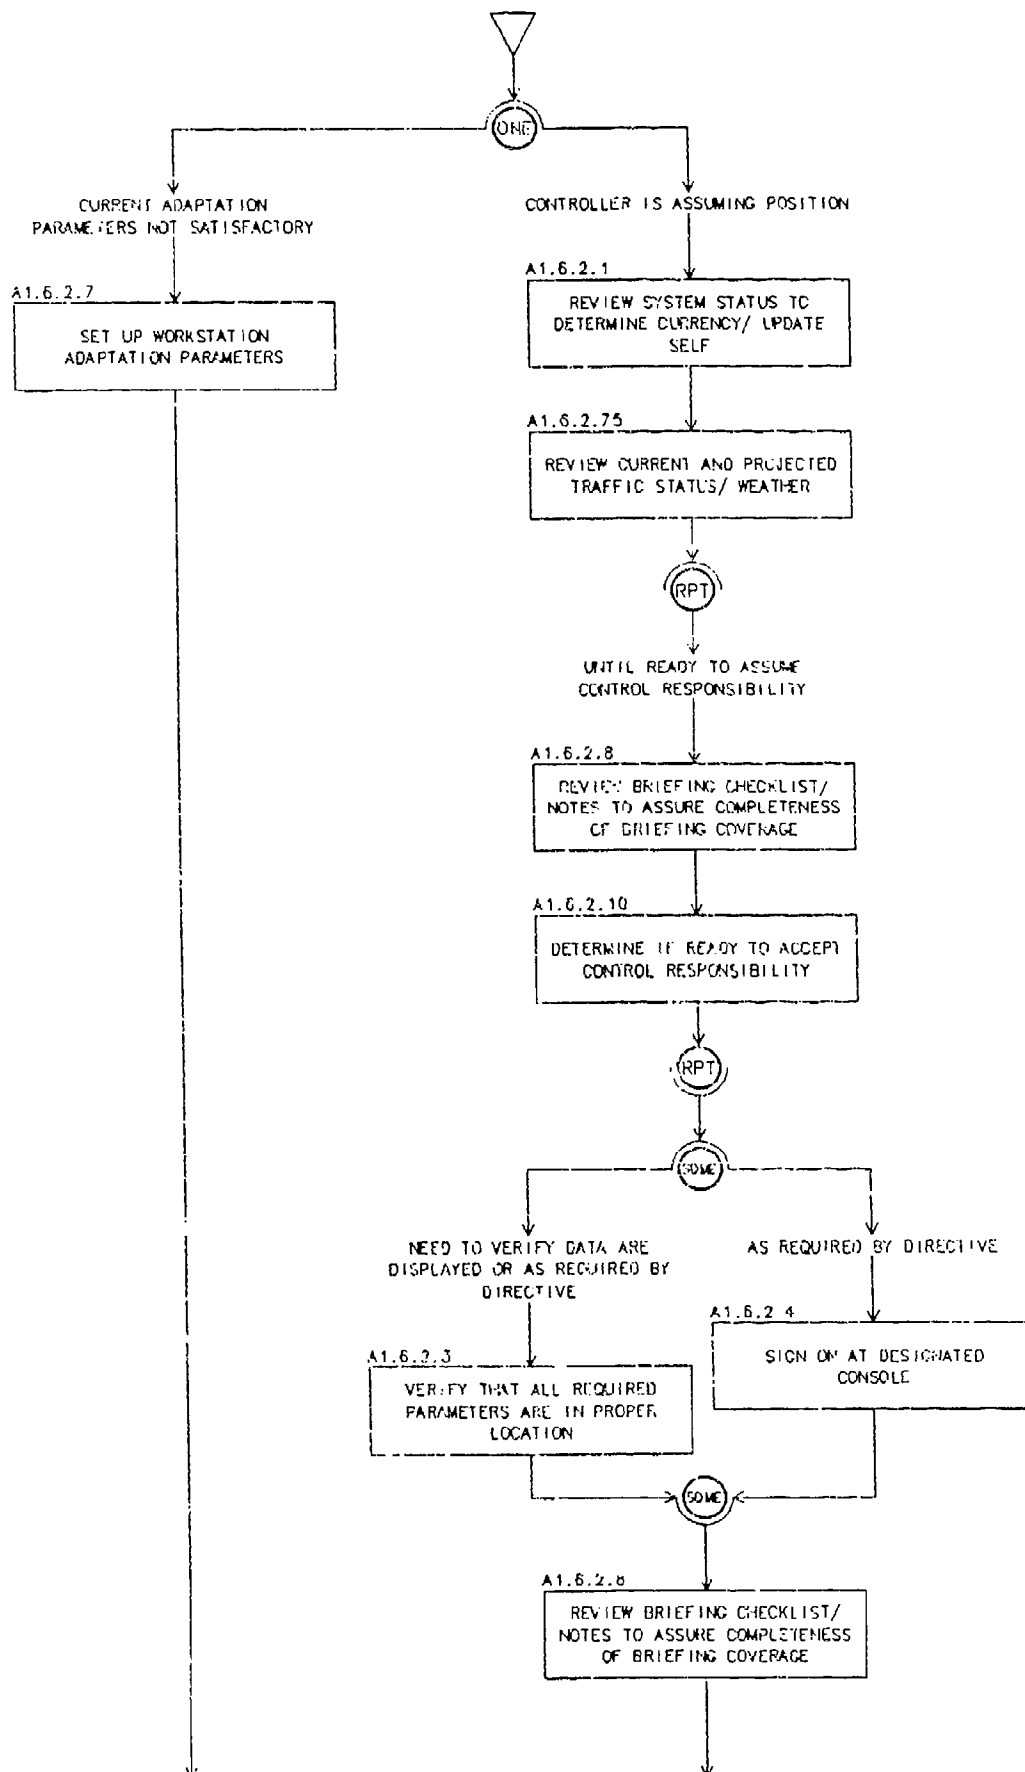 ONE
CURRENT ADAPTATION
PARAMETERS NOT SATISFACTORY
CONTROLLER IS ASSUMING POSITION
A1.6.2.7
SET UP WORKSTATION
ADAPTATION PARAMETERS
A1.6.2.1
REVIEW SYSTEM STATUS TO
DETERMINE CURRENCY/ UPDATE
SELF
A1.6.2.75
REVIEW CURRENT AND PROJECTED
TRAFFIC STATUS/ WEATHER
RPT
UNTIL READY TO ASSUME
CONTROL RESPONSIBILITY
A1.6.2.8
REVIEW BRIEFING CHECKLIST/
NOTES TO ASSURE COMPLETENESS
OF BRIEFING COVERAGE
A1.6.2.10
DETERMINE IF READY TO ACCEPT
CONTROL RESPONSIBILITY
RPT
SOME
NEED TO VERIFY DATA ARE
DISPLAYED OR AS REQUIRED BY
DIRECTIVE
AS REQUIRED BY DIRECTIVE
A1.6.2.3
VERIFY THAT ALL REQUIRED
PARAMETERS ARE IN PROPER
LOCATION
A1.6.2 4
SIGN ON AT DESIGNATED
CONSOLE
SOME
A1.6.2.8
REVIEW BRIEFING CHECKLIST/
NOTES TO ASSURE COMPLETENESS
OF BRIEFING COVERAGE